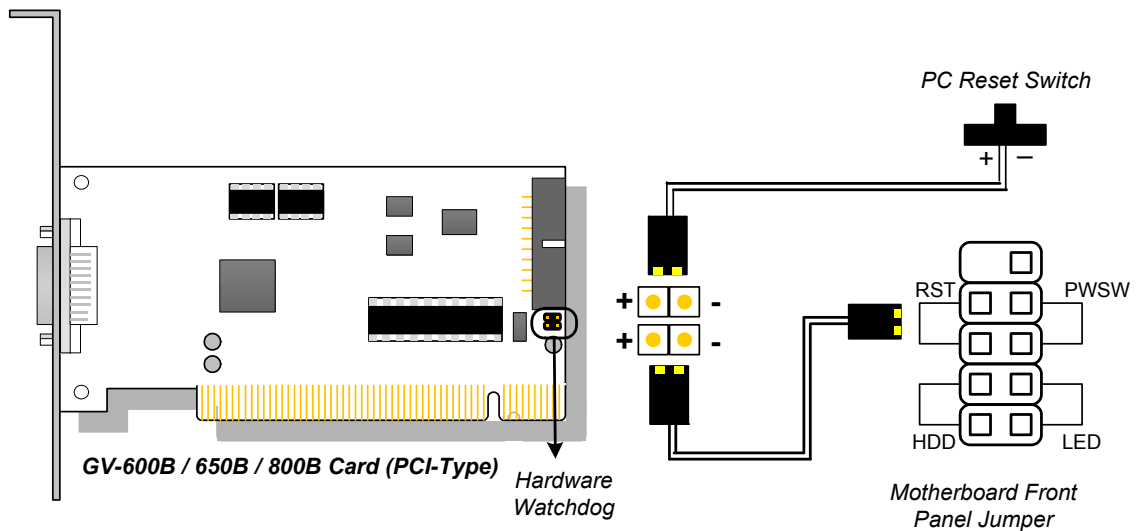 PC Reset Switch
+ −
RST
PWSW
+ -
+ -
HDD
LED
GV-600B / 650B / 800B Card (PCI-Type)
Hardware
Watchdog
Motherboard Front
Panel Jumper